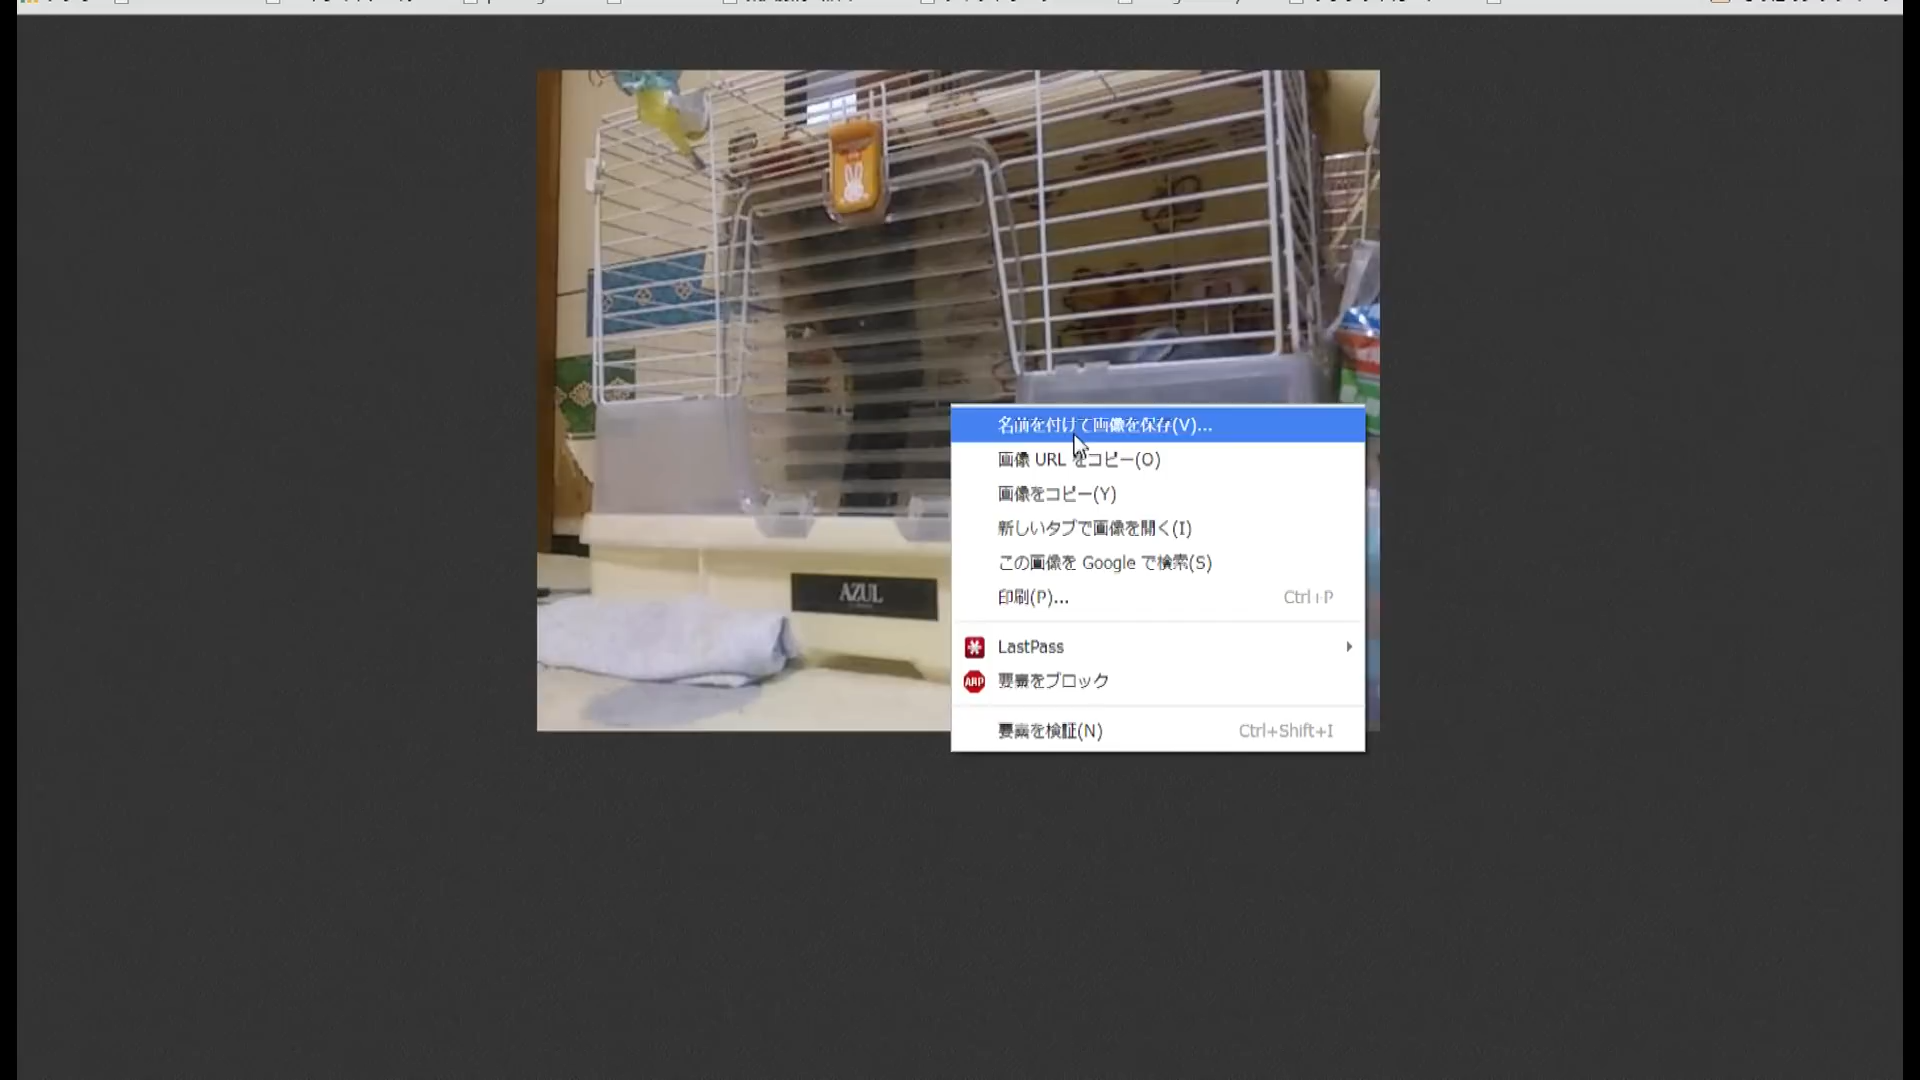 AZUL
名前を付けて画像を保存(V)...
画像 URL をコピー(O)
画像をコピー(Y)
新しいタブで画像を開く(I)
この画像を Google で検索(S)
印刷(P)... Ctrl+P
LastPass
ABP 要素をブロック
要素を検証(N) Ctrl+Shift+I